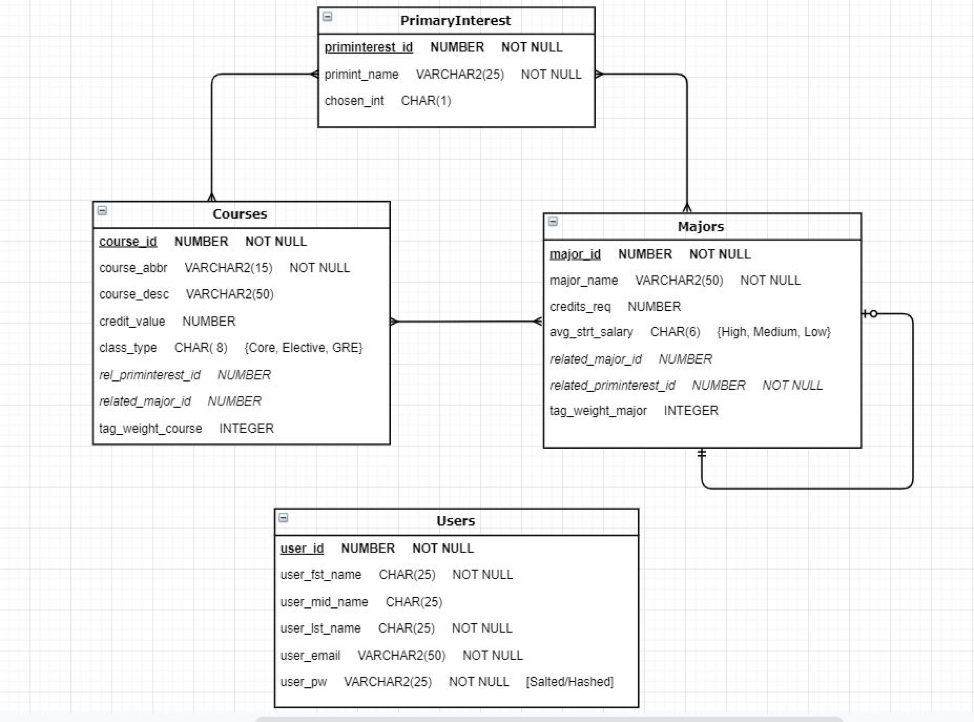 PrimaryInterest
priminterest_id NUMBER NOT NULL
primint_name VARCHAR2(25) NOT NULL
chosen_int CHAR(1)
Courses
course_id NUMBER NOT NULL
course_abbr VARCHAR2(15) NOT NULL
course_desc VARCHAR2(50)
credit_value NUMBER
class_type CHAR( 8) {Core, Elective, GRE}
rel_priminterest_id NUMBER
related_major_id NUMBER
tag_weight_course INTEGER
Majors
major_id NUMBER NOT NULL
major_name VARCHAR2(50) NOT NULL
credits_req NUMBER
avg_strt_salary CHAR(6) {High, Medium, Low}
related_major_id NUMBER
related_priminterest_id NUMBER NOT NULL
tag_weight_major INTEGER
Users
user_id NUMBER NOT NULL
user_fst_name CHAR(25) NOT NULL
user_mid_name CHAR(25)
user_lst_name CHAR(25) NOT NULL
user_email VARCHAR2(50) NOT NULL
user_pw VARCHAR2(25) NOT NULL [Salted/Hashed]